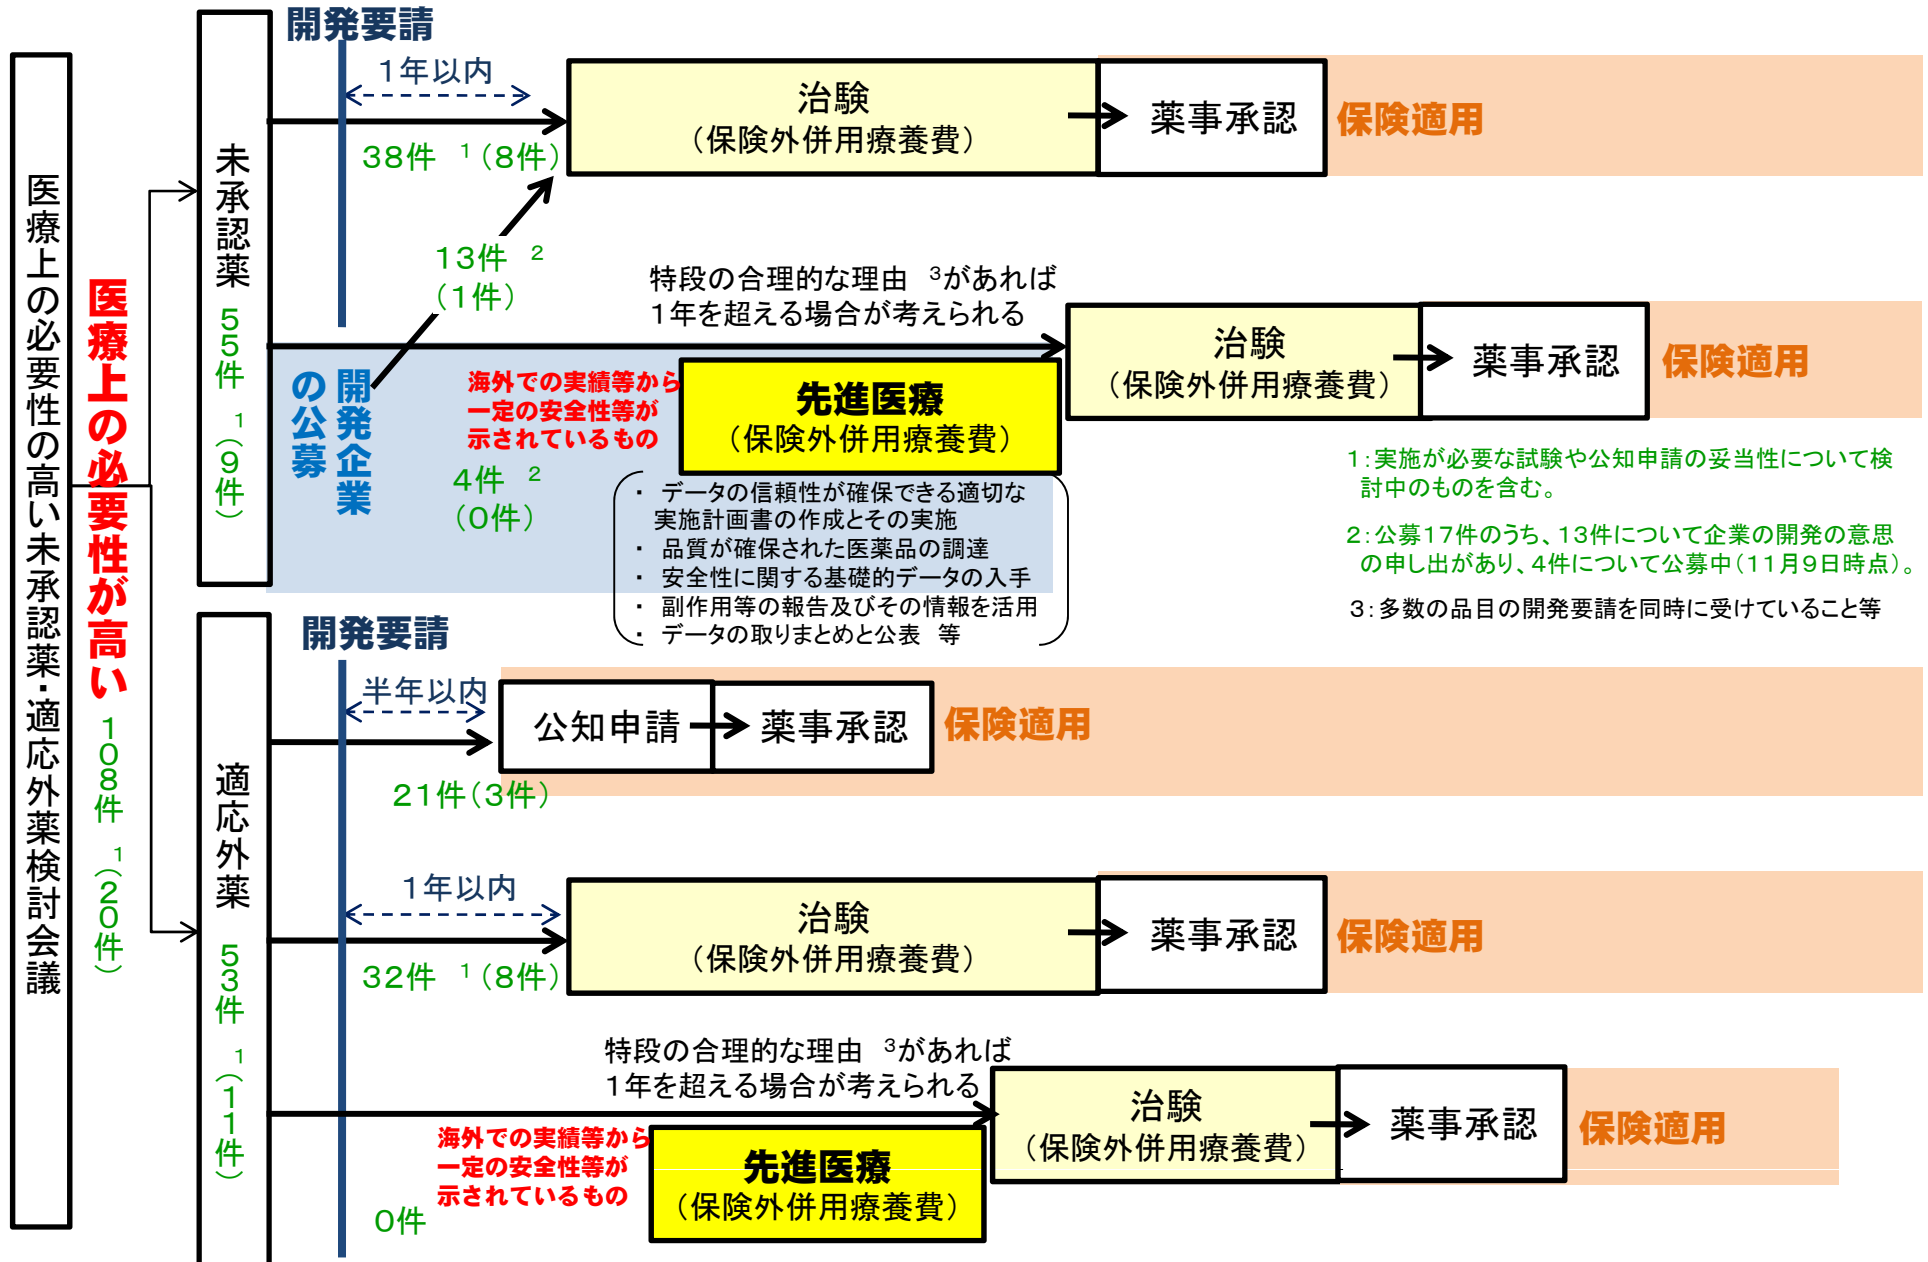 医療上の必要性の高い未承認薬・適応外薬検討会議
医療上の必要性が高い
108件 1(20件)
未承認薬
55件 1(9件)
開発要請
1年以内
38件 1(8件)
治験
(保険外併用療養費)
薬事承認
保険適用
13件 2
(1件)
特段の合理的な理由 3があれば
1年を超える場合が考えられる
開発企業
の公募
海外での実績等から
一定の安全性等が
示されているもの
4件 2
(0件)
先進医療
(保険外併用療養費)
治験
(保険外併用療養費)
薬事承認
保険適用
・ データの信頼性が確保できる適切な
実施計画書の作成とその実施
・ 品質が確保された医薬品の調達
・ 安全性に関する基礎的データの入手
・ 副作用等の報告及びその情報を活用
・ データの取りまとめと公表 等
1:実施が必要な試験や公知申請の妥当性について検
討中のものを含む。
2:公募17件のうち、13件について企業の開発の意思
の申し出があり、4件について公募中(11月9日時点)。
3:多数の品目の開発要請を同時に受けていること等
適応外薬
53件 1(11件)
開発要請
半年以内
公知申請
薬事承認
保険適用
21件(3件)
1年以内
32件 1(8件)
治験
(保険外併用療養費)
薬事承認
保険適用
特段の合理的な理由 3があれば
1年を超える場合が考えられる
海外での実績等から
一定の安全性等が
示されているもの
0件
先進医療
(保険外併用療養費)
治験
(保険外併用療養費)
薬事承認
保険適用